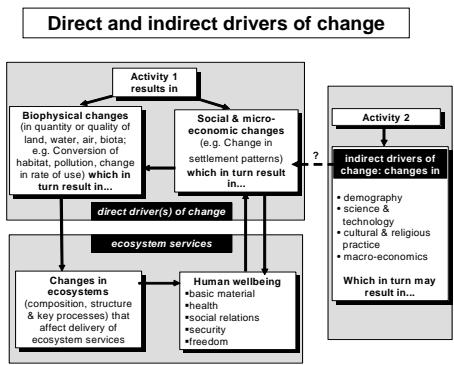 Direct and indirect drivers of change
Activity 1
results in
Biophysical changes
(in quantity or quality of
land, water, air, biota;
e.g. Conversion of
habitat, pollution, change
in rate of use) which in
turn result in...
Social & micro-
economic changes
(e.g. Change in
settlement patterns)
which in turn result
in...
direct driver(s) of change
?
Activity 2
indirect drivers of
change: changes in
• demography
• science &
technology
• cultural & religious
practice
• macro-economics
Which in turn may
result in...
ecosystem services
Changes in
ecosystems
(composition, structure
& key processes) that
affect delivery of
ecosystem services
Human wellbeing
▪basic material
▪health
▪social relations
▪security
▪freedom